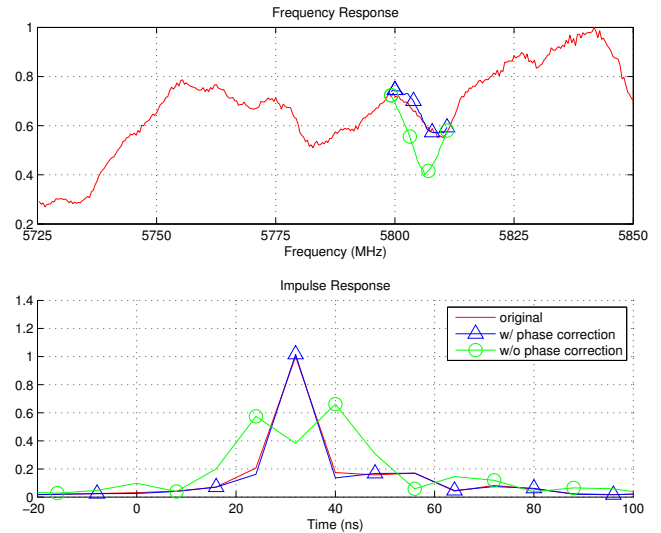 Frequency Response
1
0.8
0.6
0.4
0.2
5725 5750 5775 5800 5825 5850
Frequency (MHz)
Impulse Response
1.4
1.2
1
0.8
0.6
0.4
0.2
0
original
w/ phase correction
w/o phase correction
−20 0 20 40 60 80 100
Time (ns)